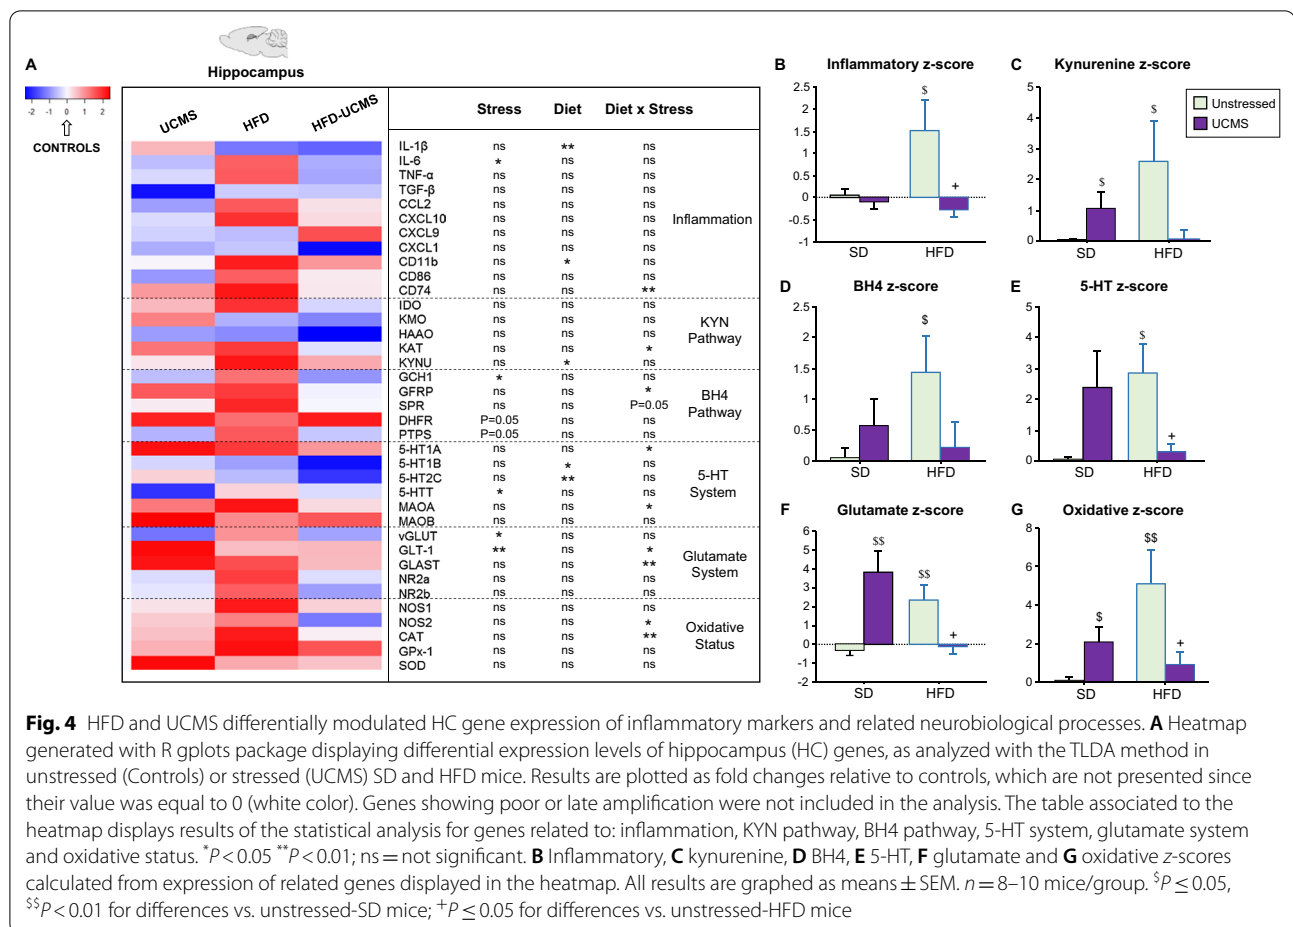 A
Hippocampus
-2 -1 0 1 2
CONTROLS
UCMS HFD HFD-UCMS
Stress Diet Diet x Stress
IL-1β ns ** ns
IL-6 * ns ns
TNF-α ns ns ns
TGF-β ns ns ns
CCL2 ns ns ns
CXCL10 ns ns ns
Inflammation
CXCL9 ns ns ns
CXCL1 ns ns ns
CD11b ns * ns
CD86 ns ns ns
CD74 ns ns **
IDO ns ns ns
KMO ns ns ns
KYN
Pathway
HAAO ns ns ns
KAT ns ns *
KYNU ns * ns
GCH1 * ns ns
GFRP ns ns *
BH4
Pathway
SPR ns ns P=0.05
DHFR P=0.05 ns ns
PTPS P=0.05 ns ns
5-HT1A ns ns *
5-HT1B ns * ns
5-HT2C ns ** ns
5-HT
System
5-HTT * ns ns
MAOA ns ns *
MAOB ns ns ns
vGLUT * ns ns
GLT-1 ** ns *
Glutamate
System
GLAST ns ns **
NR2a ns ns ns
NR2b ns ns ns
NOS1 ns ns ns
NOS2 ns ns *
Oxidative
Status
CAT ns ns **
GPx-1 ns ns ns
SOD ns ns ns
B
Inflammatory z-score
2.5
2
1.5
1
0.5
0
-0.5
-1
$
+
SD HFD
C
Kynurenine z-score
5
4
3
2
1
0
$
$
SD HFD
Unstressed
UCMS
D
BH4 z-score
2.5
2
1.5
1
0.5
0
$
SD HFD
E
5-HT z-score
5
4
3
2
1
0
$
+
SD HFD
F
Glutamate z-score
6
5
4
3
2
1
0
-1
-2
$$
$$
+
SD HFD
G
Oxidative z-score
8
6
4
2
0
$
$$
+
SD HFD
Fig. 4 HFD and UCMS differentially modulated HC gene expression of inflammatory markers and related neurobiological processes. A Heatmap
generated with R gplots package displaying differential expression levels of hippocampus (HC) genes, as analyzed with the TLDA method in
unstressed (Controls) or stressed (UCMS) SD and HFD mice. Results are plotted as fold changes relative to controls, which are not presented since
their value was equal to 0 (white color). Genes showing poor or late amplification were not included in the analysis. The table associated to the
heatmap displays results of the statistical analysis for genes related to: inflammation, KYN pathway, BH4 pathway, 5-HT system, glutamate system
and oxidative status. *P < 0.05 **P < 0.01; ns = not significant. B Inflammatory, C kynurenine, D BH4, E 5-HT, F glutamate and G oxidative z-scores
calculated from expression of related genes displayed in the heatmap. All results are graphed as means ± SEM. n = 8–10 mice/group. $P ≤ 0.05,
$$P < 0.01 for differences vs. unstressed-SD mice; +P ≤ 0.05 for differences vs. unstressed-HFD mice